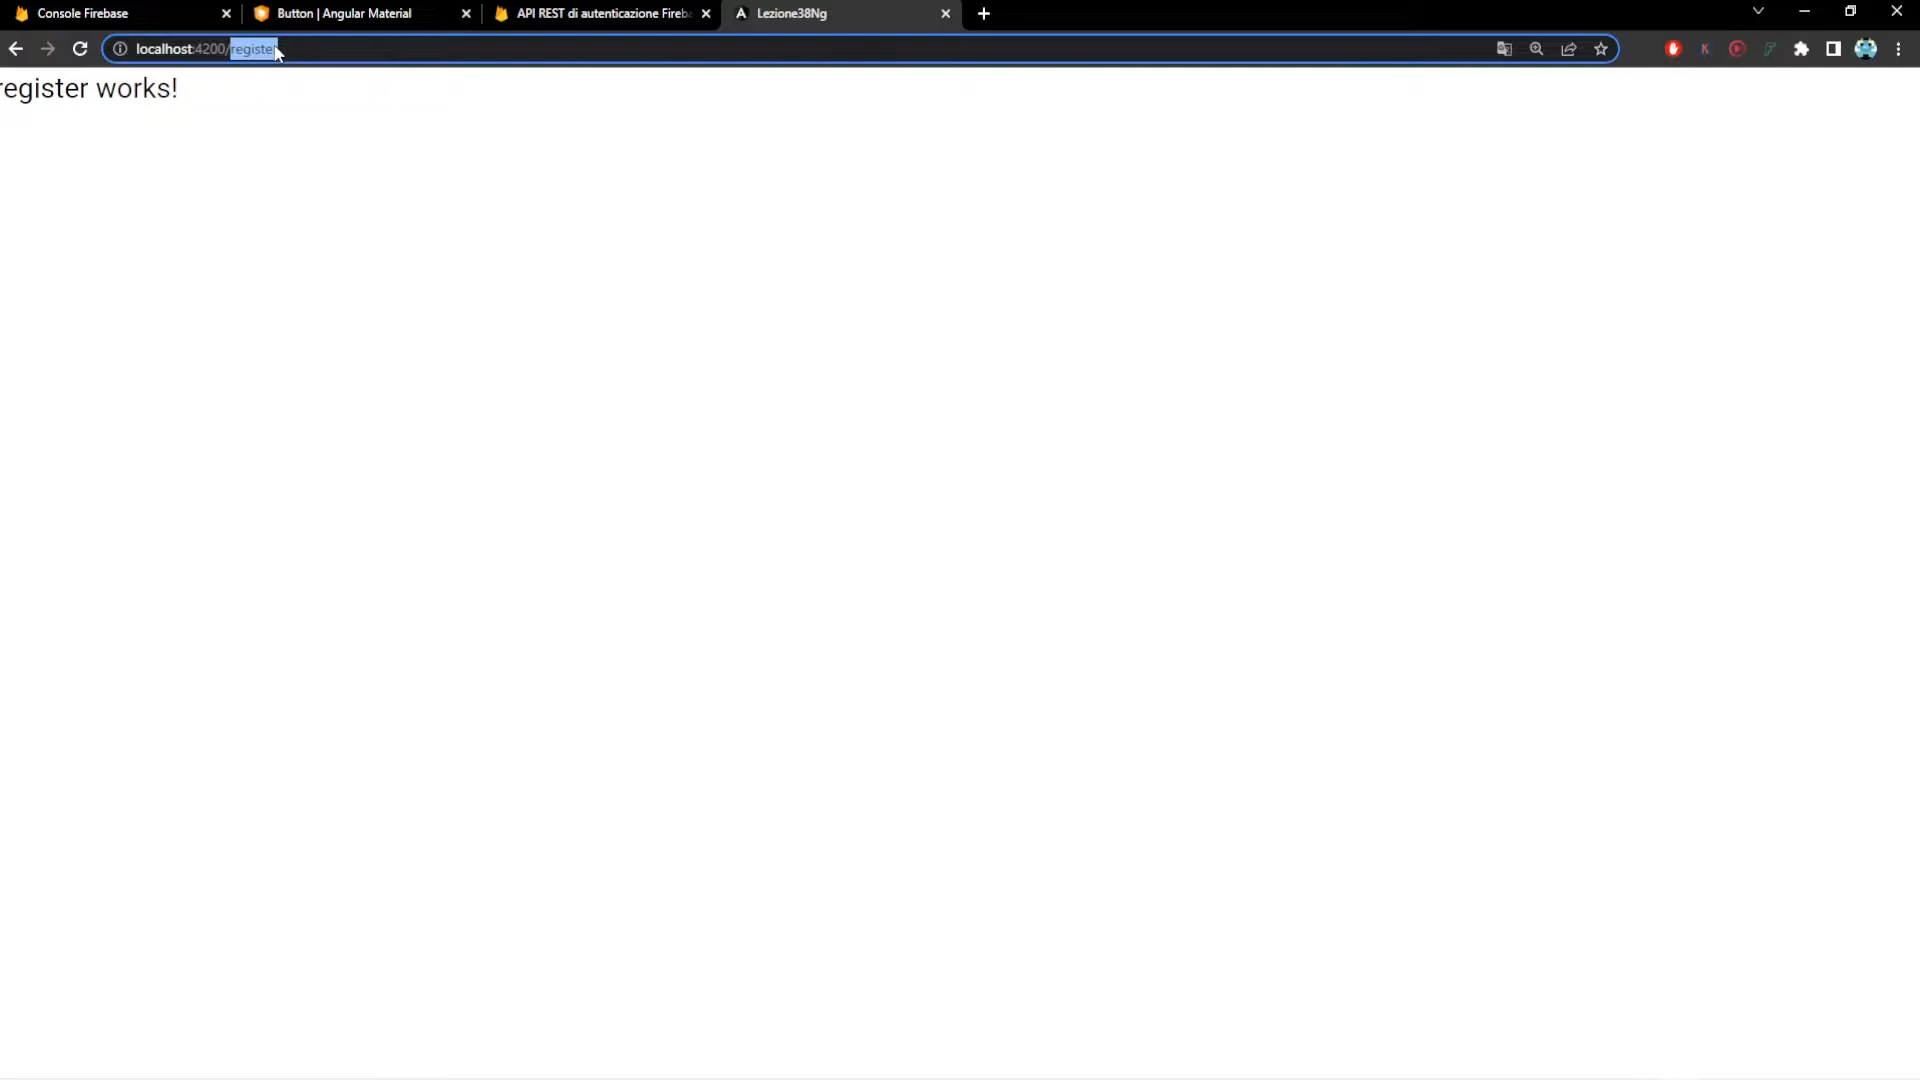 Console Firebase
Button | Angular Material
API REST di autenticazione Fireb
Lezione38Ng
localhost:4200/register
register works!